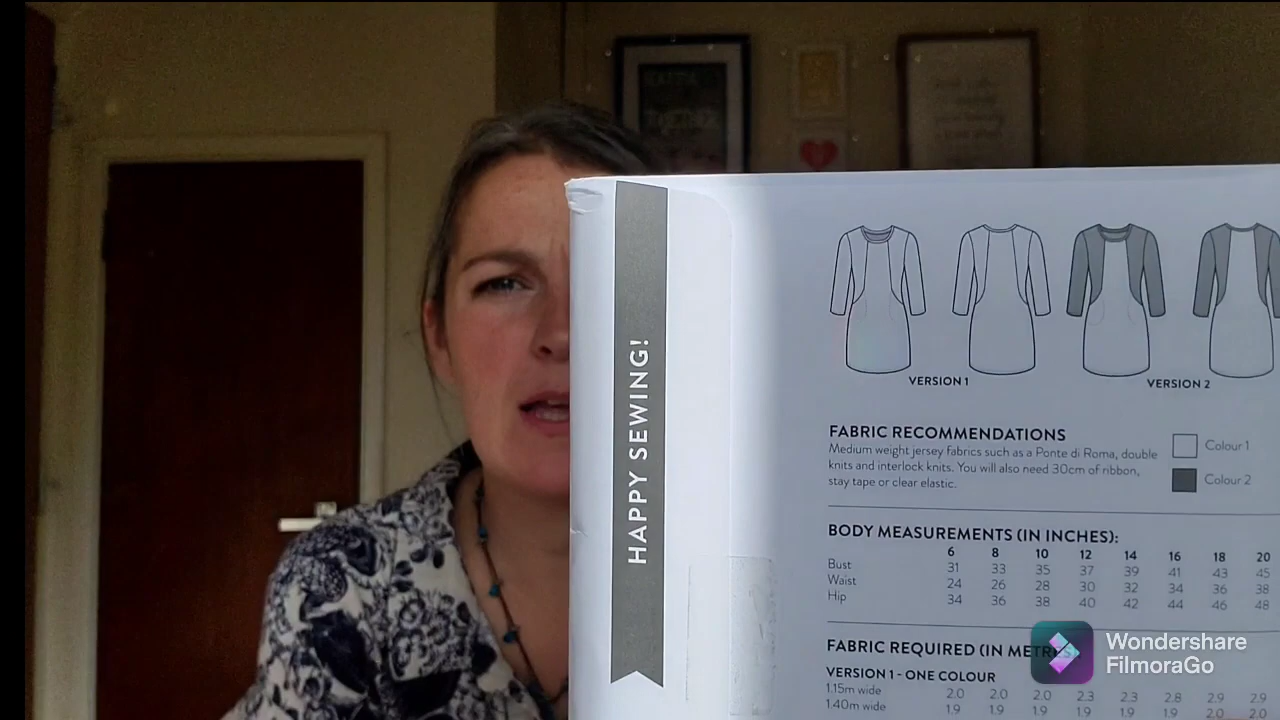 HAPPY SEWING!
VERSION 1
VERSION 2
FABRIC RECOMMENDATIONS
Medium weight jersey fabrics such as a Ponte di Roma, double
knits and interlock knits. You will also need 30cm of ribbon,
stay tape or clear elastic.
Colour 1
Colour 2
BODY MEASUREMENTS (IN INCHES):
6 8 10 12 14 16 18 20
Bust 31 33 35 37 39 41 43 45
Waist 24 26 28 30 32 34 36 38
Hip 34 36 38 40 42 44 46 48
FABRIC REQUIRED (IN METRES)
VERSION 1 - ONE COLOUR
1.15m wide 2.0 2.0 2.0 2.3 2.3 2.8 2.9 2.9
1.40m wide 1.9 1.9 1.9 1.9 1.9 1.9 2.0 2.0
Wondershare
FilmoraGo